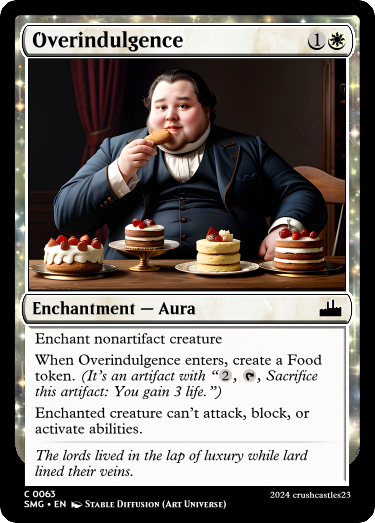 Overindulgence 1
Enchantment — Aura
Enchant nonartifact creature
When Overindulgence enters, create a Food
token. (It's an artifact with “2, , Sacrifice
this artifact: You gain 3 life.”)
Enchanted creature can't attack, block, or
activate abilities.
The lords lived in the lap of luxury while lard
lined their veins.
C 0063
SMG • EN Stable Diffusion (Art Universe)
2024 crushcastles23